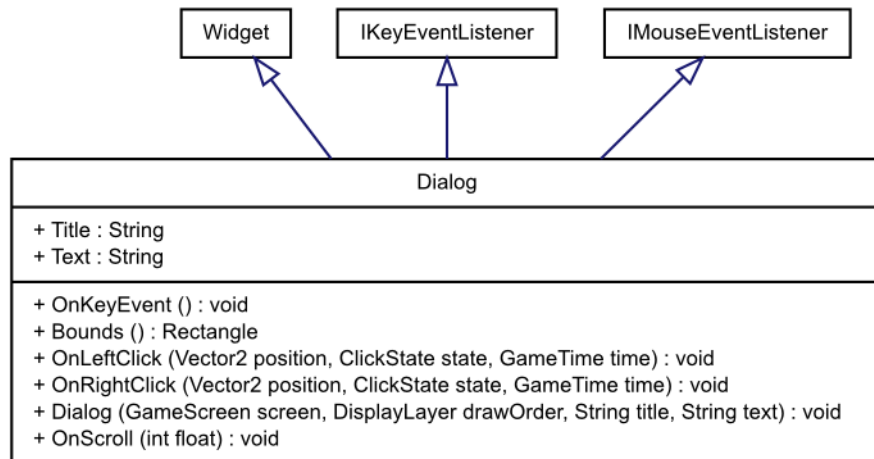 Widget IKeyEventListener IMouseEventListener
Dialog
+ Title : String
+ Text : String
+ OnKeyEvent () : void
+ Bounds () : Rectangle
+ OnLeftClick (Vector2 position, ClickState state, GameTime time) : void
+ OnRightClick (Vector2 position, ClickState state, GameTime time) : void
+ Dialog (GameScreen screen, DisplayLayer drawOrder, String title, String text) : void
+ OnScroll (int float) : void